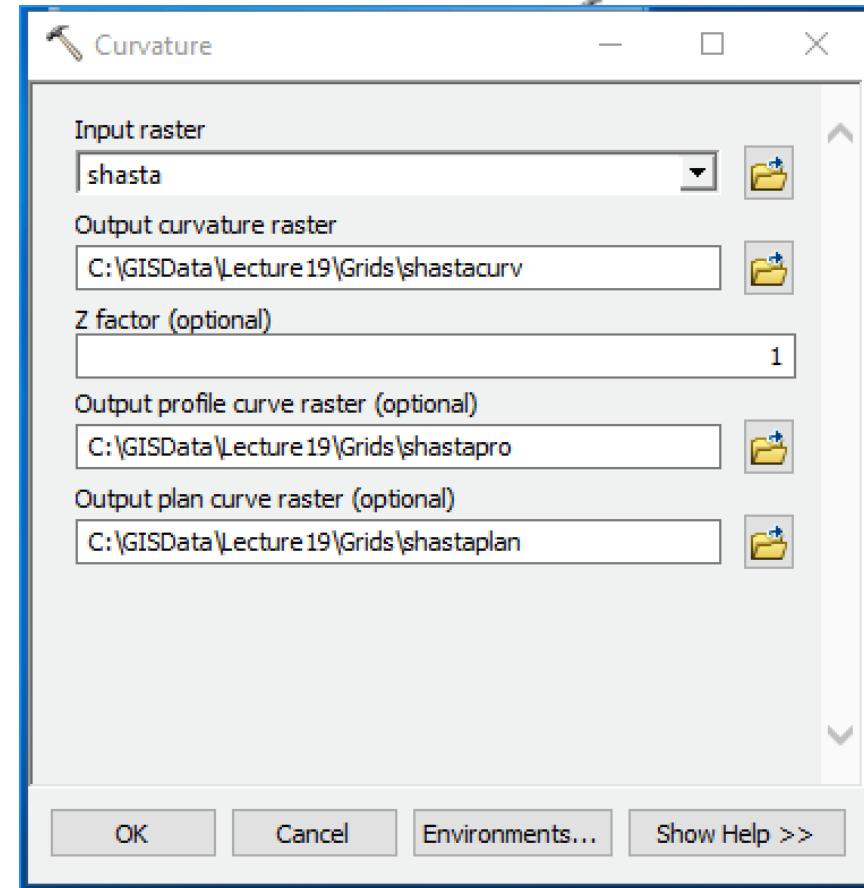 Curvature
Input raster
shasta
Output curvature raster
C:\GISData\Lecture19\Grids\shastacurv
Z factor (optional)
1
Output profile curve raster (optional)
C:\GISData\Lecture19\Grids\shastapro
Output plan curve raster (optional)
C:\GISData\Lecture19\Grids\shastaplan
OK Cancel Environments... Show Help >>